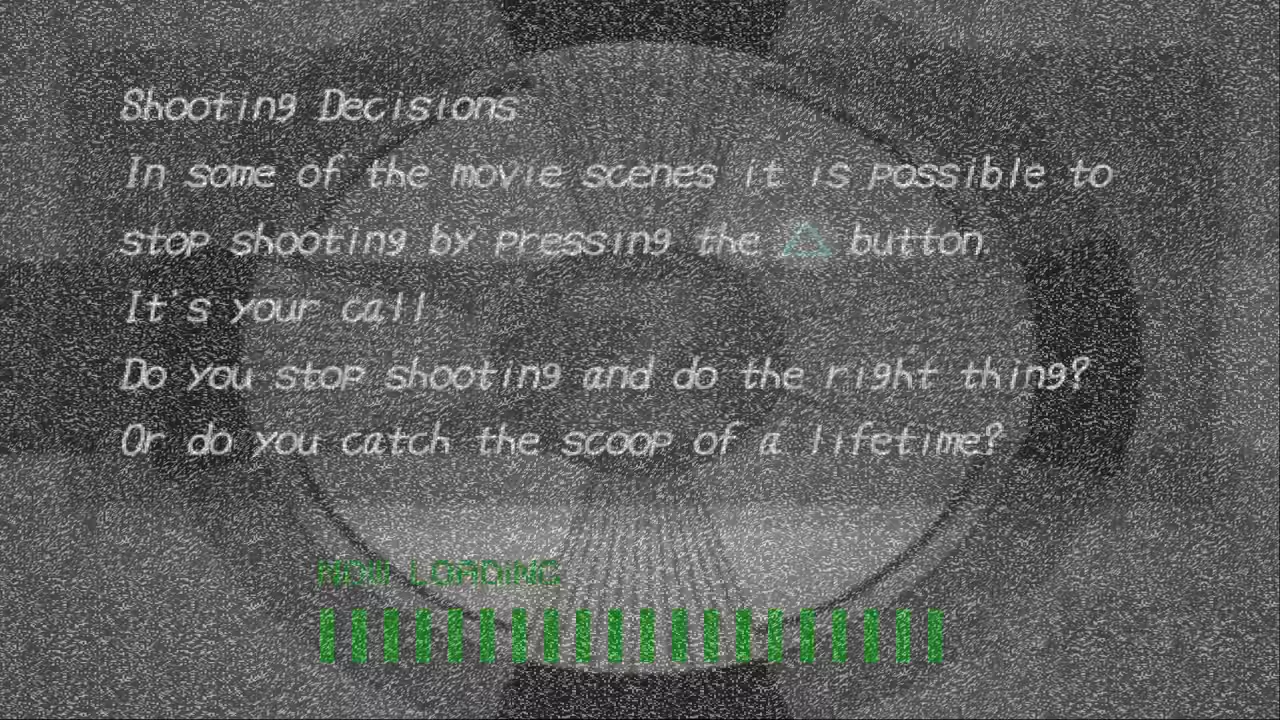 Shooting Decisions
In some of the movie scenes it is possible to
stop shooting by pressing the △ button.
It's your call.
Do you stop shooting and do the right thing?
Or do you catch the scoop of a lifetime?
NOW LOADING